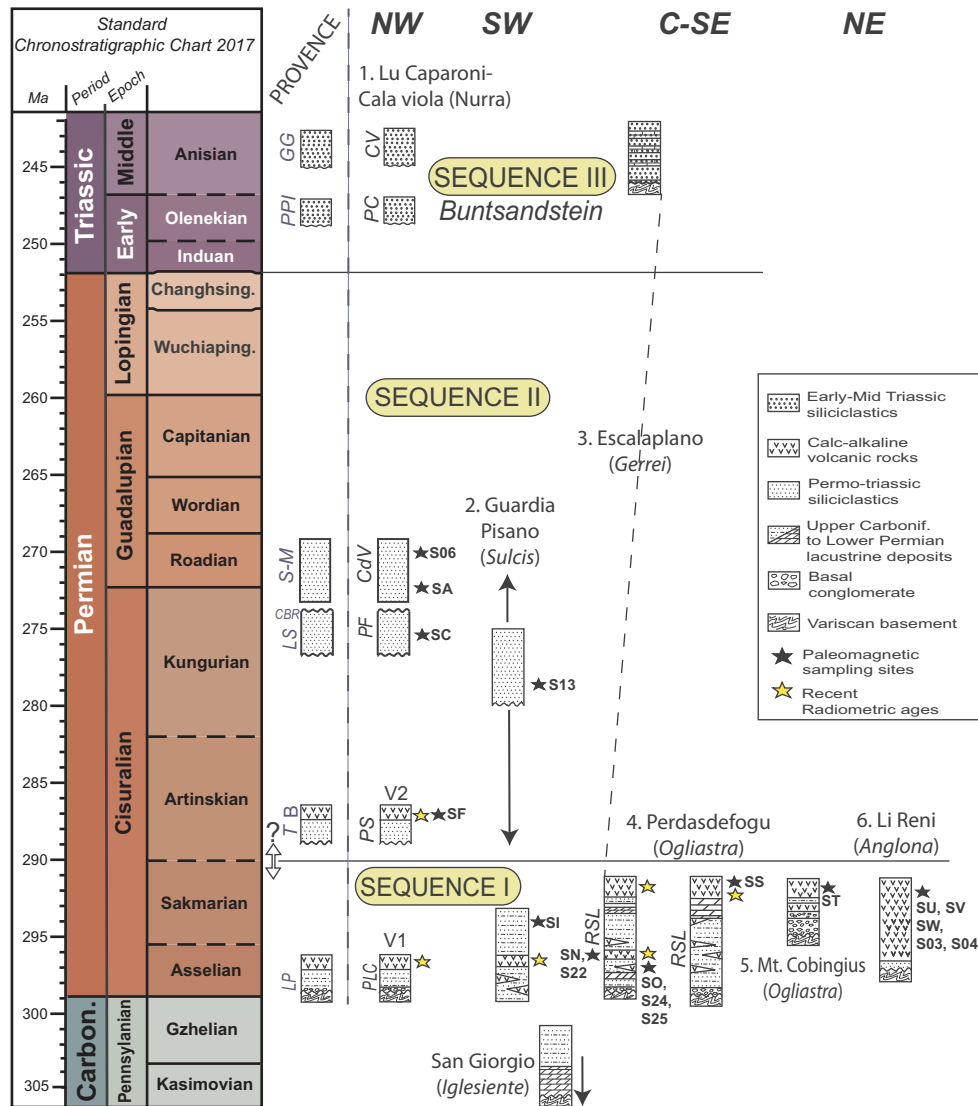 Standard
Chronostratigraphic Chart 2017
Ma
Period
Epoch
PROVENCE
NW
SW
C-SE
NE
1. Lu Caparoni-
Cala viola (Nurra)
245
250
255
260
265
270
275
280
285
290
295
300
305
Triassic
Permian
Carbon.
Middle
Early
Lopingian
Guadalupian
Cisuralian
Pennsylvanian
Anisian
Olenekian
Induan
Changhsing.
Wuchiaping.
Capitanian
Wordian
Roadian
Kungurian
Artinskian
Sakmarian
Asselian
Gzhelian
Kasimovian
GG
PPI
S-M
CBR
LS
T B
?
LP
CV
PC
CdV
PF
PS
PLC
SEQUENCE III
Buntsandstein
SEQUENCE II
SEQUENCE I
S06
SA
SC
V2
SF
V1
2. Guardia
Pisano
(Sulcis)
S13
SI
SN,
S22
San Giorgio
(Iglesiente)
3. Escalaplano
(Gerrei)
RSL
SO,
S24,
S25
4. Perdasdefogu
(Ogliastra)
RSL
SS
ST
5. Mt. Cobingius
(Ogliastra)
6. Li Reni
(Anglona)
SU, SV
SW,
S03, S04
Early-Mid Triassic
siliciclastics
Calc-alkaline
volcanic rocks
Permo-triassic
siliciclastics
Upper Carbonif.
to Lower Permian
lacustrine deposits
Basal
conglomerate
Variscan basement
Paleomagnetic
sampling sites
Recent
Radiometric ages